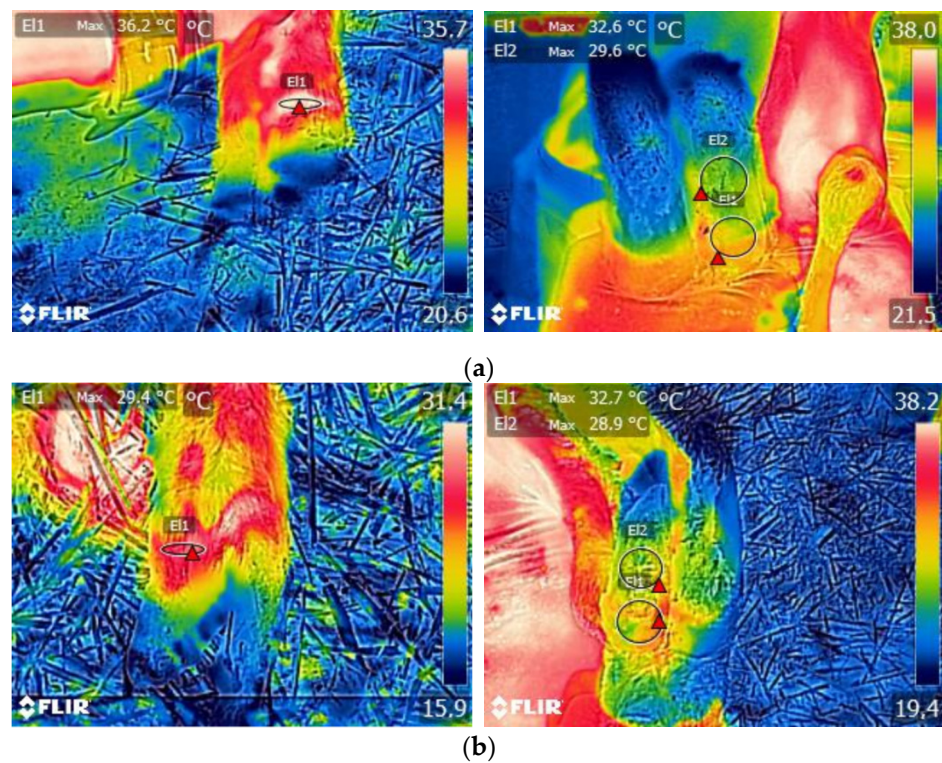 El1 Max 36.2 °C °C 35,7
El1
20,6
FLIR
El1 Max 32,6 °C °C 38,0
El2 Max 29.6 °C
El2
El1
21,5
FLIR
(a)
El1 Max 29.4 °C °C 31.4
El1
15,9
FLIR
El1 Max 32.7 °C °C 38.2
El2 Max 28.9 °C
El2
El1
19,4
FLIR
(b)